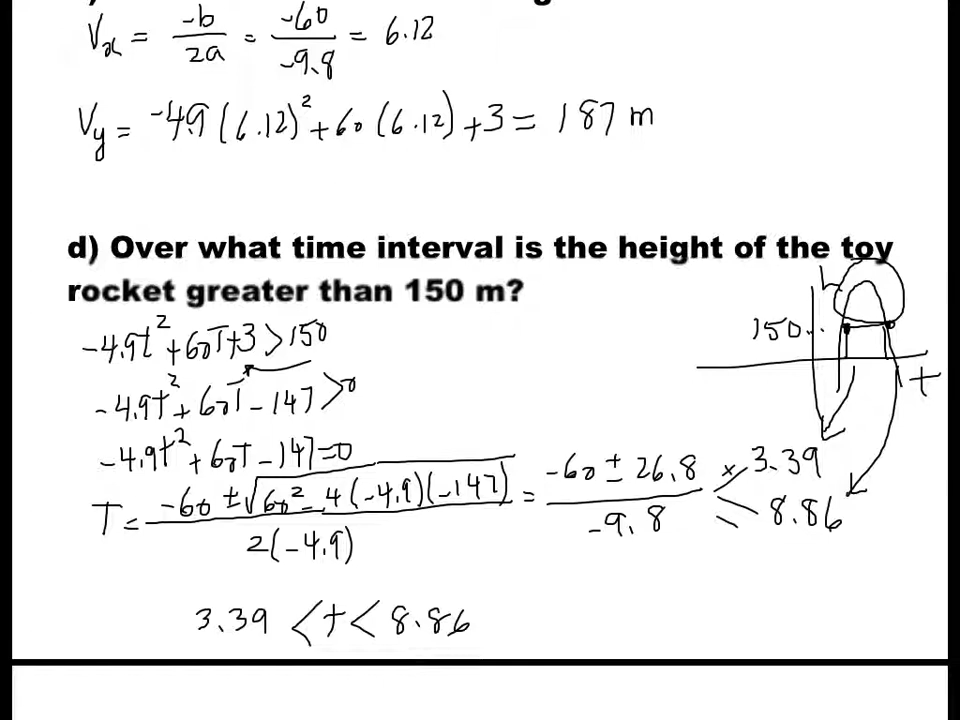 Vx = -b/2a = -60/-9.8 = 6.12
Vy = -4.9(6.12)² + 60(6.12) + 3 = 187 m
d) Over what time interval is the height of the toy
rocket greater than 150 m?
-4.9t² + 60T + 3 > 150
-4.9T² + 60T - 147 > 0
-4.9T² + 60T - 147 = 0
T = -60 ± √60² - 4(-4.9)(-147) / 2(-4.9) = -60 ± 26.8 / -9.8
3.39
8.86
3.39 < t < 8.86
h
150
t